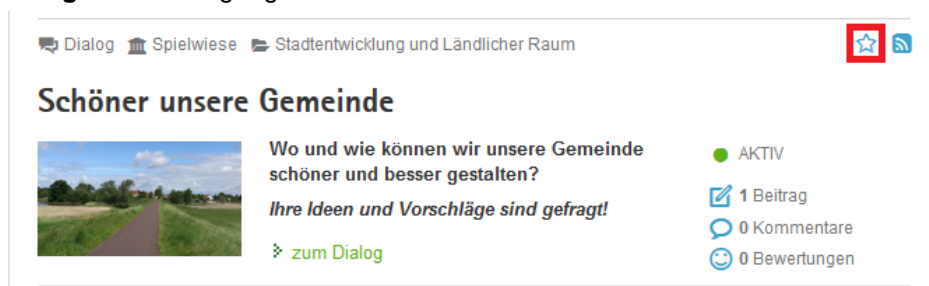 Dialog Spielwiese Stadtentwicklung und Ländlicher Raum
Schöner unsere Gemeinde
Wo und wie können wir unsere Gemeinde
schöner und besser gestalten?
Ihre Ideen und Vorschläge sind gefragt!
zum Dialog
AKTIV
1 Beitrag
0 Kommentare
0 Bewertungen